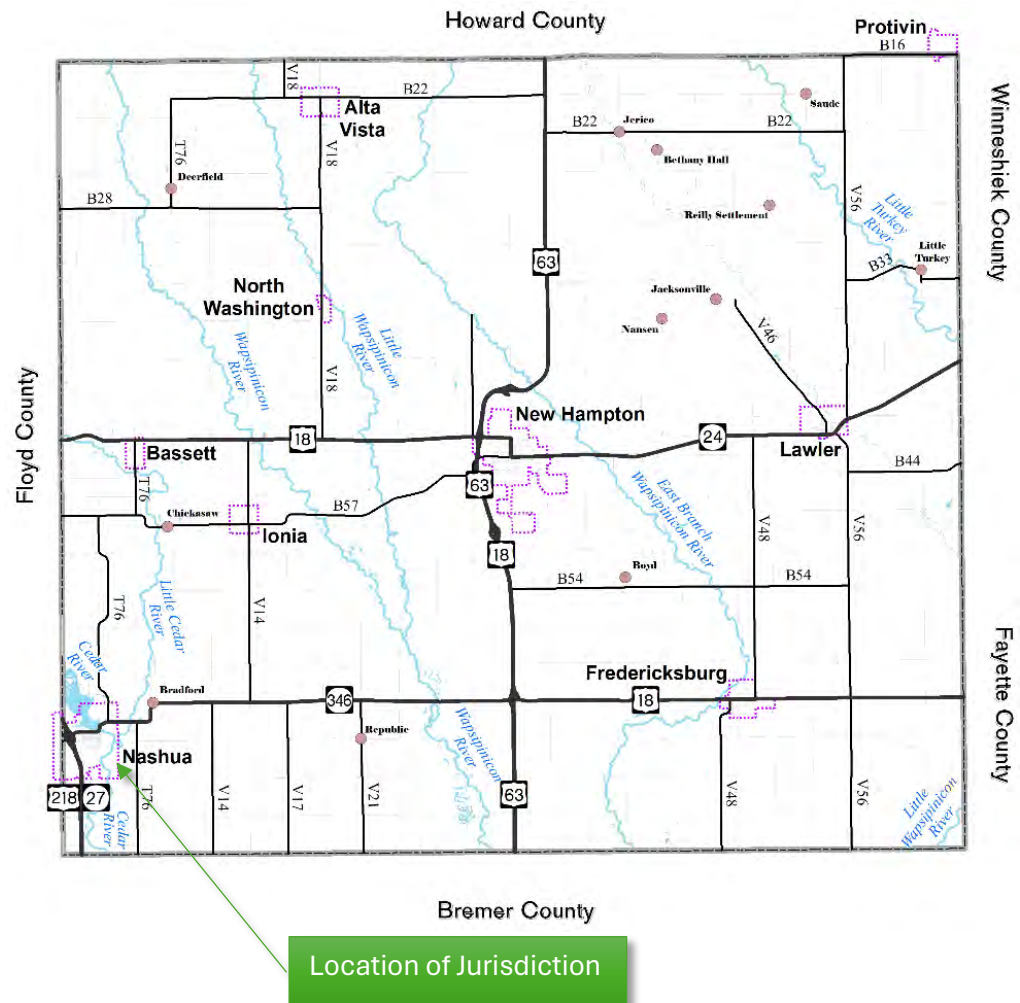 Howard County
Protivin
B16
V18
B22
Alta
Vista
Saude
Jerico
B22
B22
Bethany Hall
T76
V18
Deerfield
B28
V56
Reilly Settlement
Little
Turkey
River
Winneshiek County
Little
Turkey
B33
63
North
Washington
Jacksonville
Nansen
V46
Wapsipinicon
River
Little
Wapsipinicon
River
V18
Floyd County
New Hampton
18
24
Lawler
Bassett
B44
T76
63
B57
Chickasaw
Ionia
East Branch
Wapsipinicon River
V48
V56
18
Boyd
B54
B54
T76
Little Cedar
River
V14
Cedar
River
Fayette County
Fredericksburg
Bradford
346
18
Republic
Wapsipinicon
River
Nashua
218
27
Cedar
River
T76
V14
V17
V21
63
V48
V56
Little
Wapsipinicon
River
Bremer County
Location of Jurisdiction